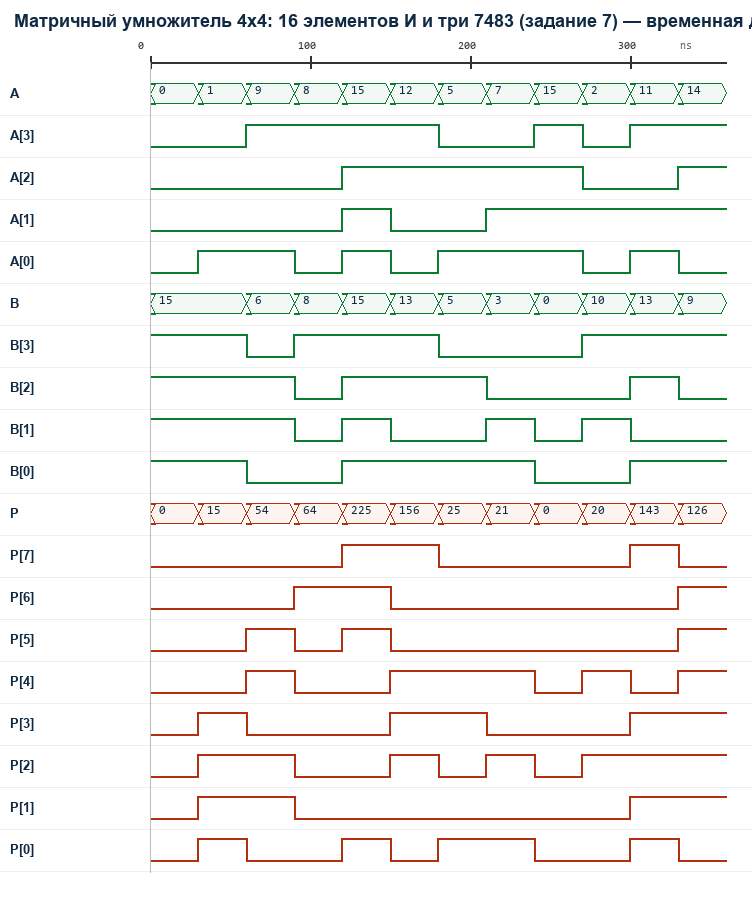 Матричный умножитель 4x4: 16 элементов И и три 7483 (задание 7) — временная
0 100 200 300 ns
A 0 1 9 8 15 12 5 7 15 2 11 14
A[3]
A[2]
A[1]
A[0]
B 15 6 8 15 13 5 3 0 10 13 9
B[3]
B[2]
B[1]
B[0]
P 0 15 54 64 225 156 25 21 0 20 143 126
P[7]
P[6]
P[5]
P[4]
P[3]
P[2]
P[1]
P[0]